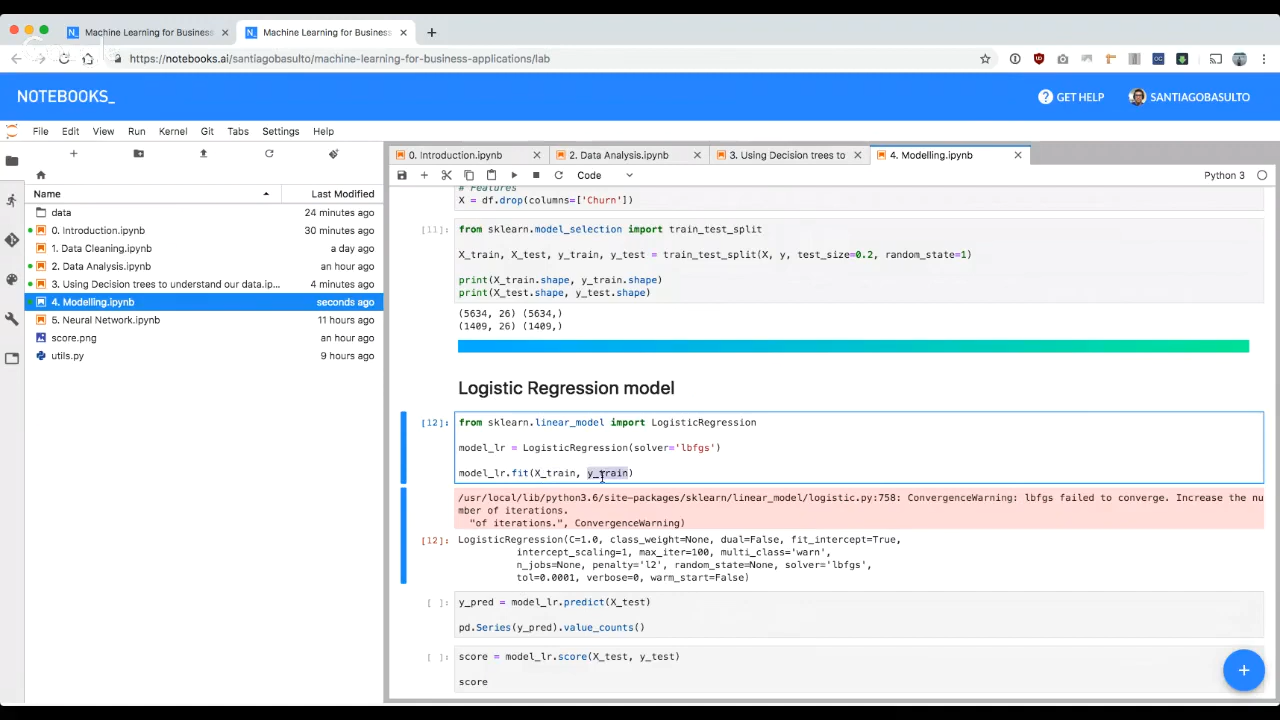 Machine Learning for Business
Machine Learning for Business
https://notebooks.ai/santiagobasulto/machine-learning-for-business-applications/lab
NOTEBOOKS_
GET HELP
SANTIAGOBASULTO
File Edit View Run Kernel Git Tabs Settings Help
Name Last Modified
data 24 minutes ago
0. Introduction.ipynb 30 minutes ago
1. Data Cleaning.ipynb a day ago
2. Data Analysis.ipynb an hour ago
3. Using Decision trees to understand our data.ip... 4 minutes ago
4. Modelling.ipynb seconds ago
5. Neural Network.ipynb 11 hours ago
score.png an hour ago
utils.py 9 hours ago
0. Introduction.ipynb
2. Data Analysis.ipynb
3. Using Decision trees to
4. Modelling.ipynb
Code
Python 3
# Features
X = df.drop(columns=['Churn'])
[11]: from sklearn.model_selection import train_test_split
X_train, X_test, y_train, y_test = train_test_split(X, y, test_size=0.2, random_state=1)
print(X_train.shape, y_train.shape)
print(X_test.shape, y_test.shape)
(5634, 26) (5634,)
(1409, 26) (1409,)
Logistic Regression model
[12]: from sklearn.linear_model import LogisticRegression
model_lr = LogisticRegression(solver='lbfgs')
model_lr.fit(X_train, y_train)
/usr/local/lib/python3.6/site-packages/sklearn/linear_model/logistic.py:758: ConvergenceWarning: lbfgs failed to converge. Increase the nu
mber of iterations.
"of iterations.", ConvergenceWarning)
[12]: LogisticRegression(C=1.0, class_weight=None, dual=False, fit_intercept=True,
intercept_scaling=1, max_iter=100, multi_class='warn',
n_jobs=None, penalty='l2', random_state=None, solver='lbfgs',
tol=0.0001, verbose=0, warm_start=False)
[ ]: y_pred = model_lr.predict(X_test)
pd.Series(y_pred).value_counts()
[ ]: score = model_lr.score(X_test, y_test)
score